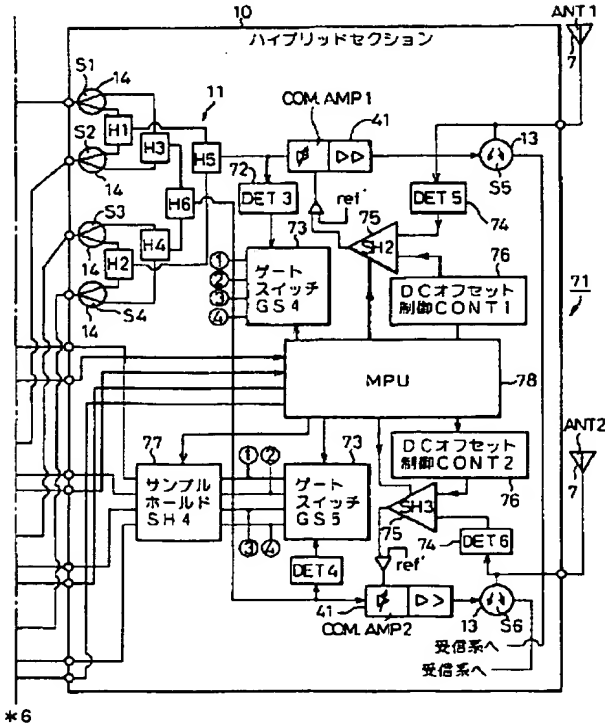 10
ハイブリッドセクション
ANT1
7
S1
14
11
H1
S2
H3
H5
14
COM.AMP1
41
13
S5
72
DET3
DET5
74
H6
ref'
75
SH2
S3
H4
14
H2
14
S4
73
①
②
③
④
ゲート
スイッチ
GS4
76
DCオフセット
制御CONT1
71
MPU
78
ANT2
7
77
サンプル
ホールド
SH4
①
②
③
④
73
ゲート
スイッチ
GS5
DCオフセット
制御CONT2
76
SH3
75
74
DET6
DET4
ref'
41
COM.AMP2
13
S6
受信系へ
受信系へ
*6